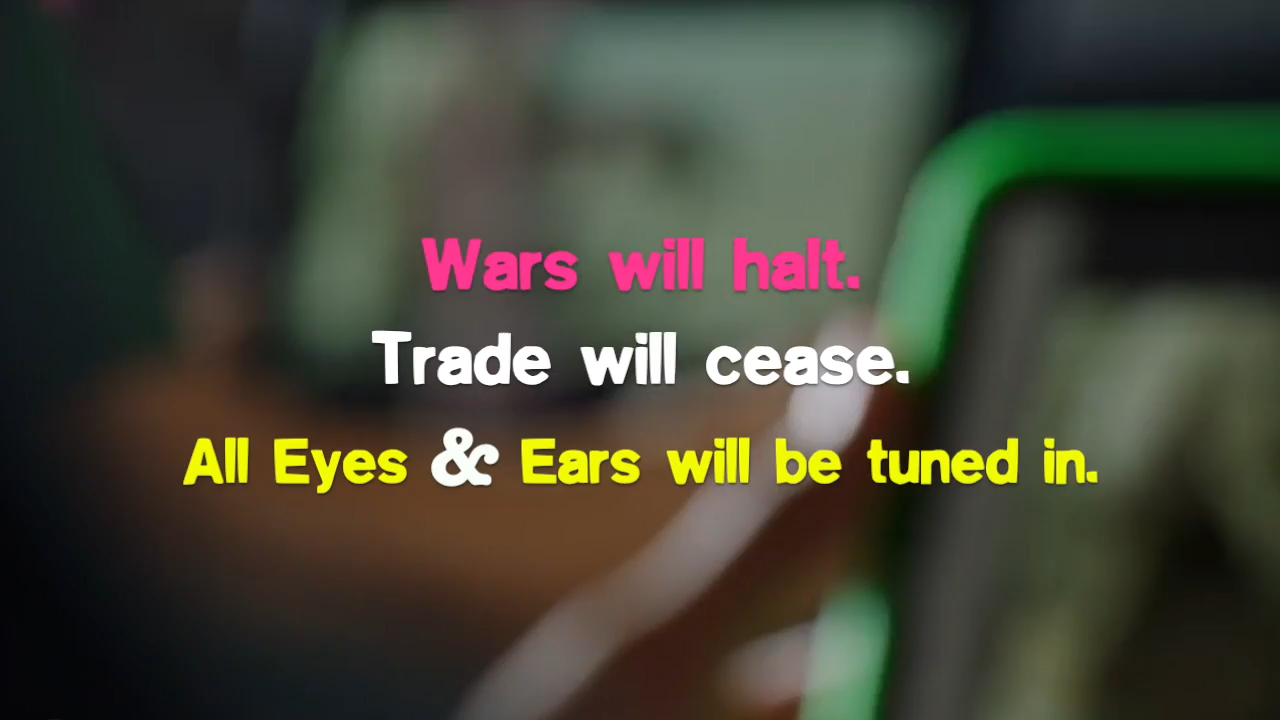 Wars will halt.
Trade will cease.
All Eyes & Ears will be tuned in.